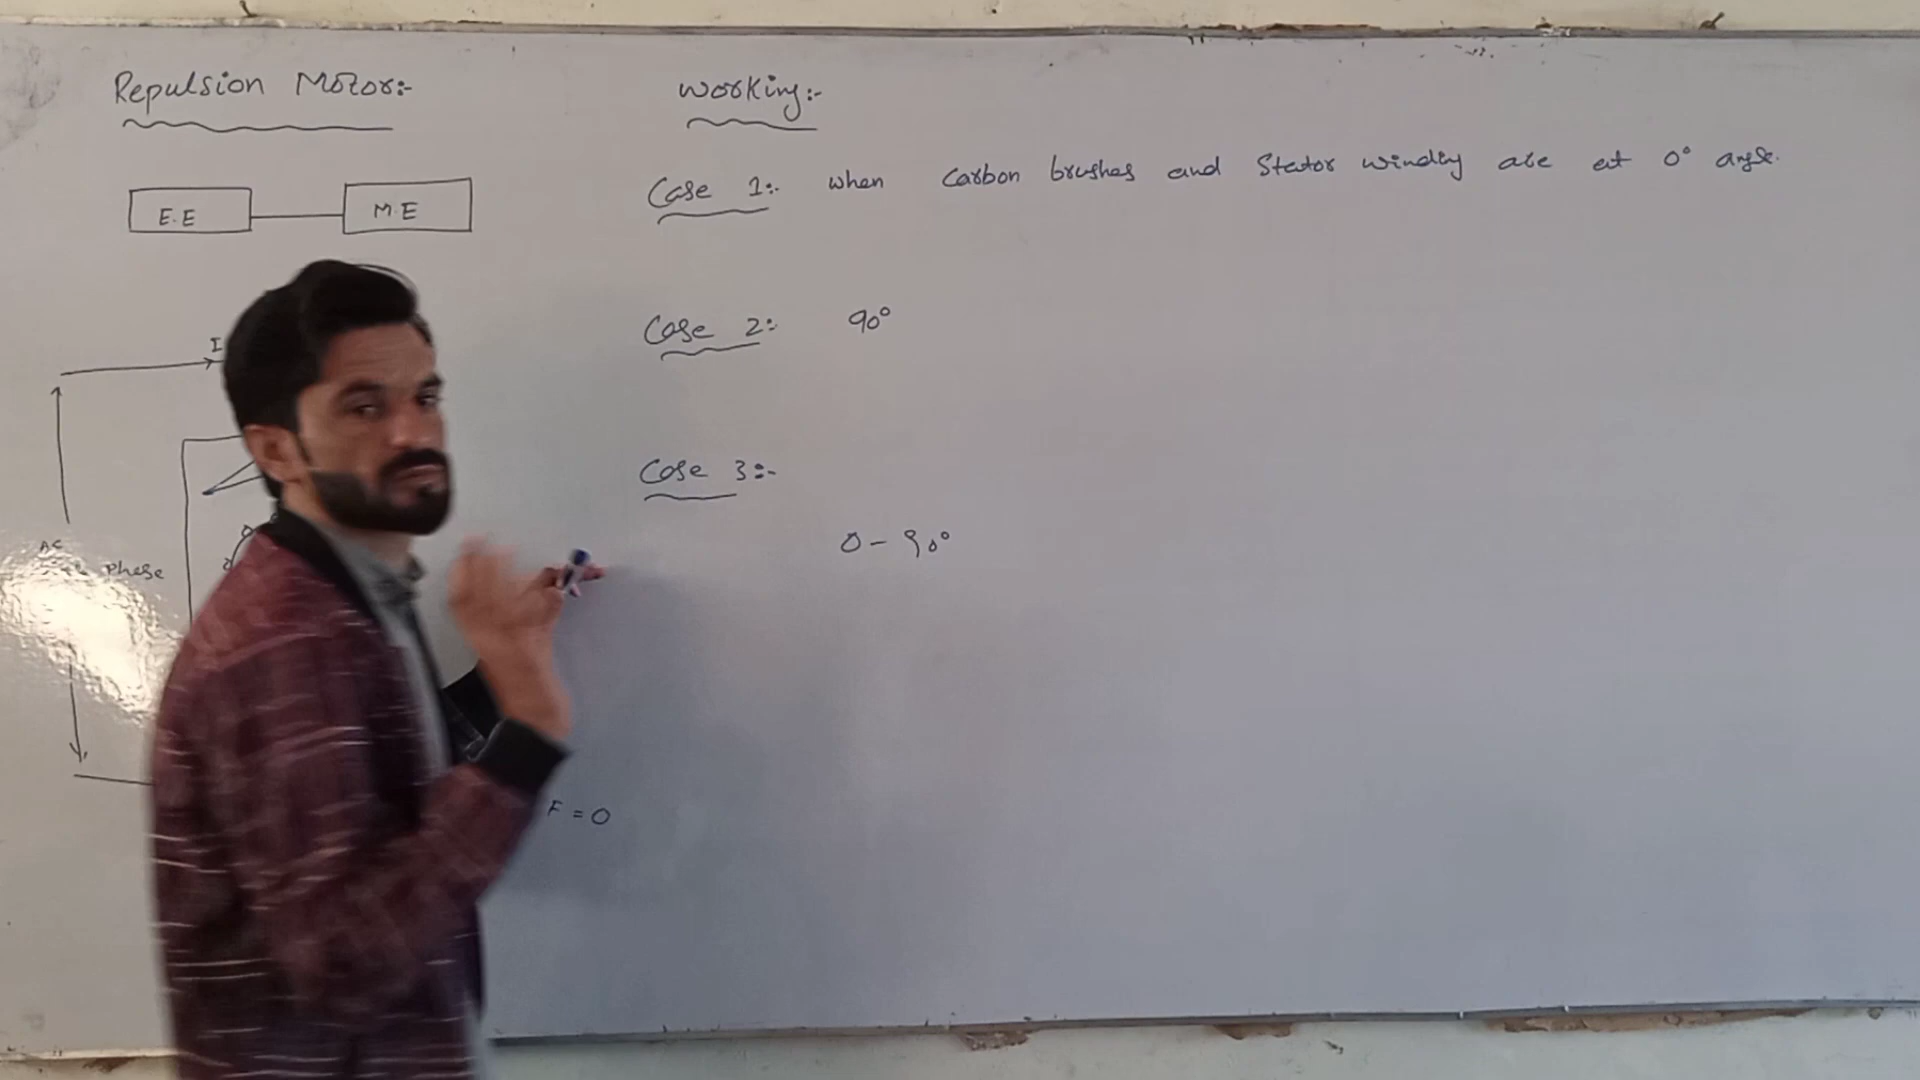 Repulsion Motor:-
E.E
M.E
I
AC
Phase
F = 0
Working:-
Case 1:- when Carbon brushes and Stator winding are at 0° angle.
Case 2:- 90°
Case 3:-
0 - 90°